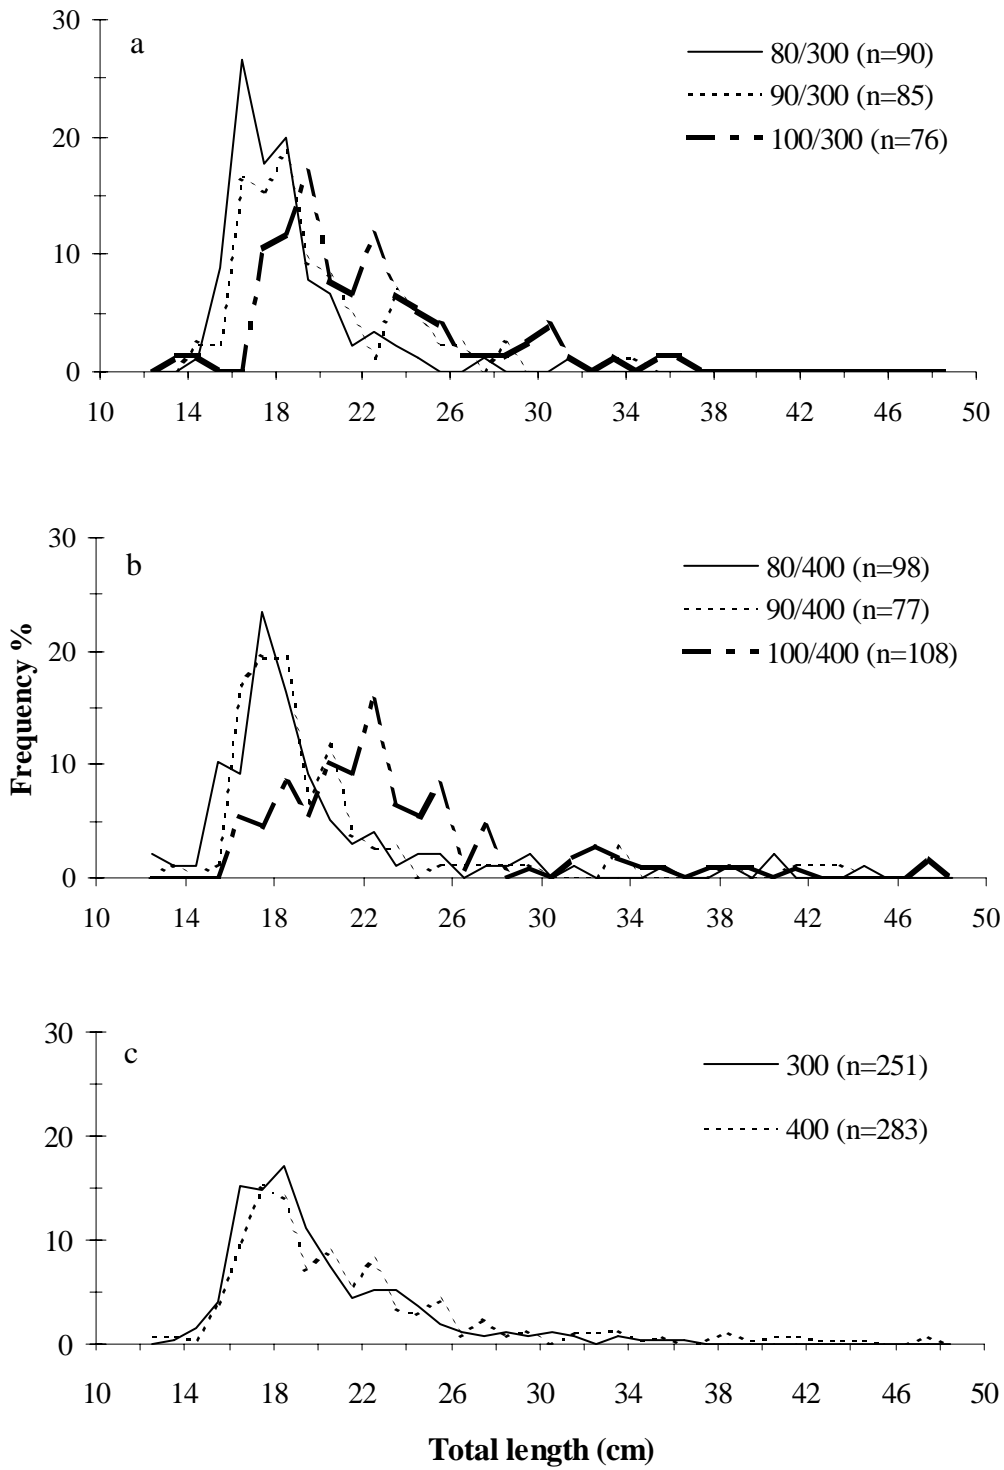 30
a
80/300 (n=90)
90/300 (n=85)
20
100/300 (n=76)
10
0
10 14 18 22 26 30 34 38 42 46 50
30
b
80/400 (n=98)
90/400 (n=77)
20
100/400 (n=108)
Frequency %
10
0
10 14 18 22 26 30 34 38 42 46 50
30
c
300 (n=251)
20
400 (n=283)
10
0
10 14 18 22 26 30 34 38 42 46 50
Total length (cm)